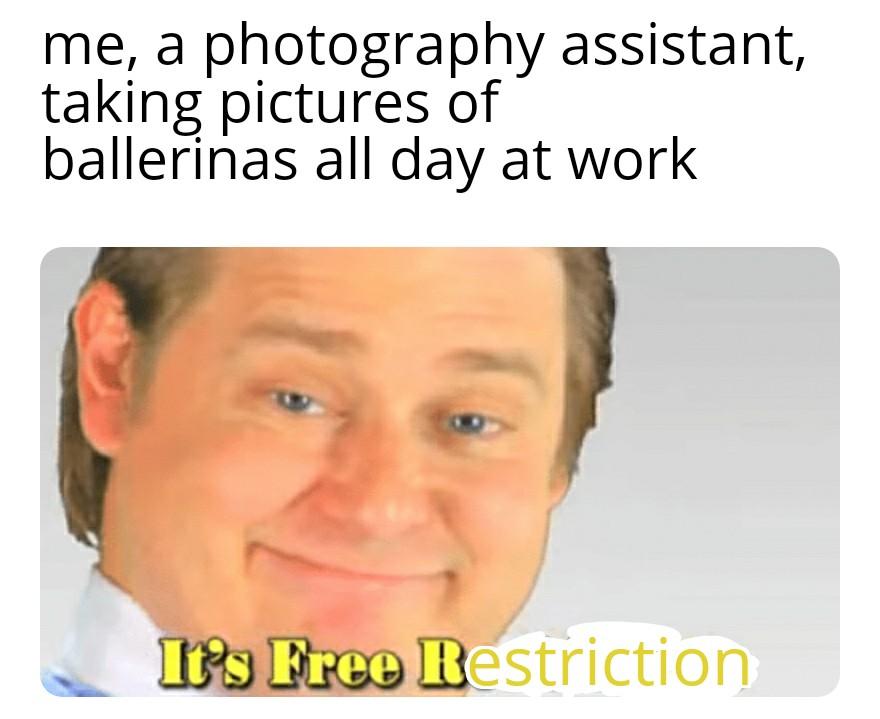 me, a photography assistant,
taking pictures of
ballerinas all day at work
It's Free Restriction